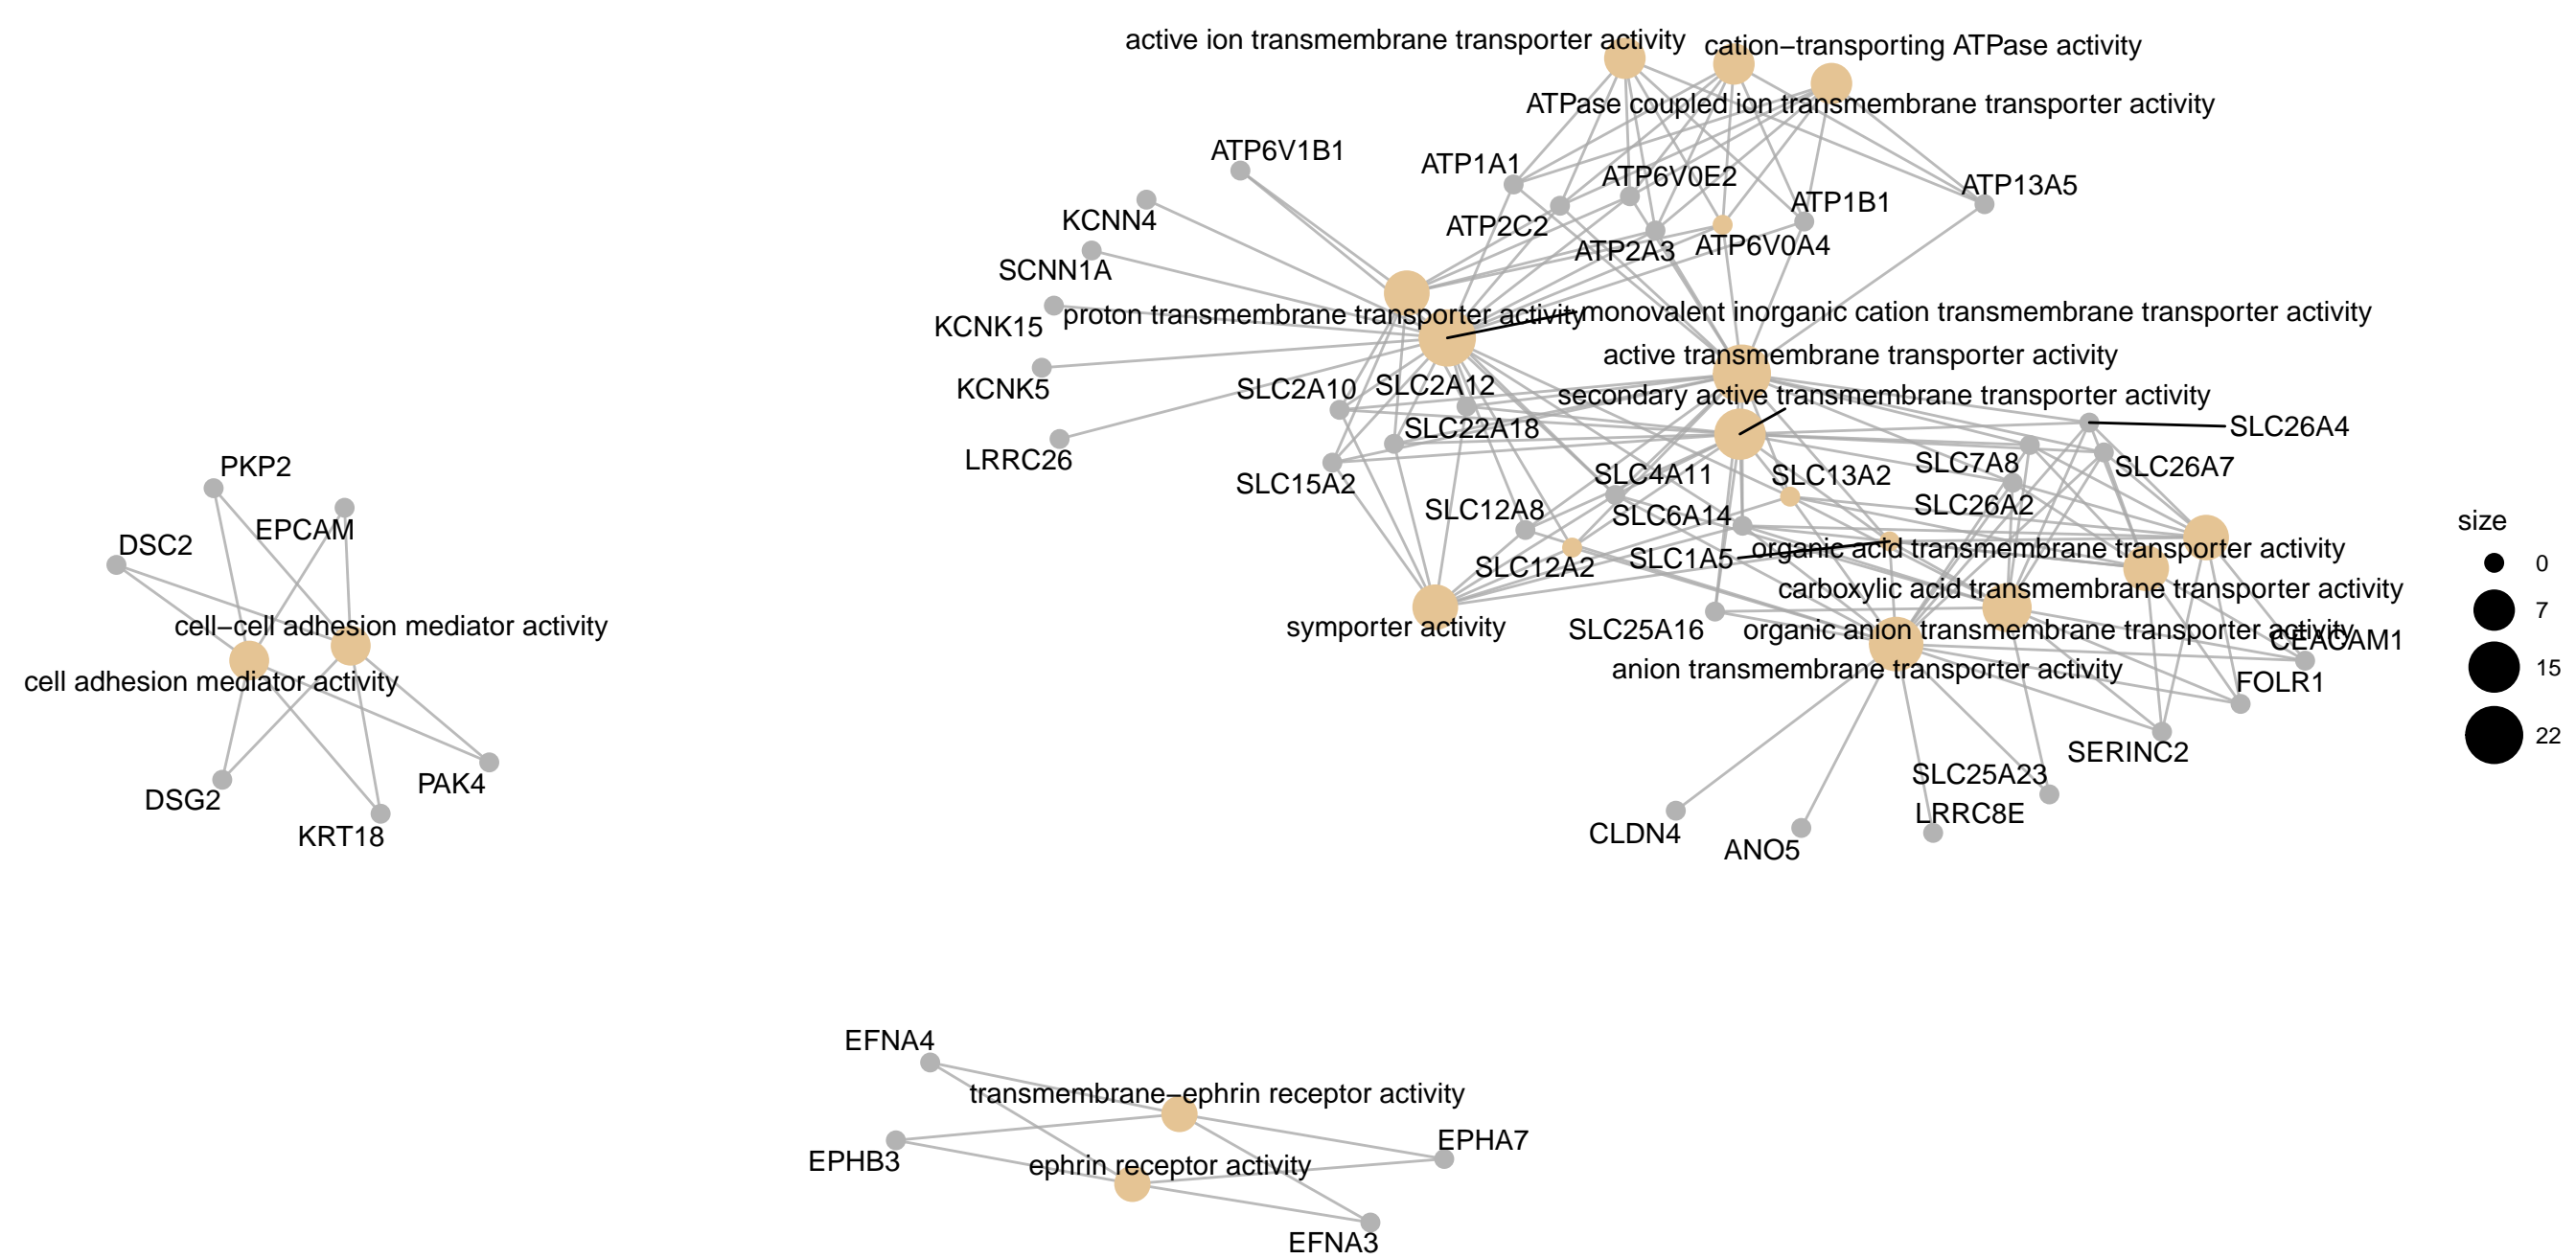 active ion transmembrane transporter activity
cation−transporting ATPase activity
ATPase coupled ion transmembrane transporter activity
ATP6V1B1
ATP1A1
ATP6V0E2
ATP13A5
KCNN4
ATP2C2
ATP1B1
ATP2A3
ATP6V0A4
SCNN1A
KCNK15
proton transmembrane transporter activity
monovalent inorganic cation transmembrane transporter activity
active transmembrane transporter activity
KCNK5
SLC2A10
SLC2A12
secondary active transmembrane transporter activity
SLC22A18
SLC26A4
LRRC26
SLC15A2
SLC4A11
SLC13A2
SLC7A8
SLC26A7
SLC12A8
SLC6A14
SLC26A2
SLC12A2
SLC1A5
organic acid transmembrane transporter activity
carboxylic acid transmembrane transporter activity
symporter activity
SLC25A16
organic anion transmembrane transporter activity
CEACAM1
anion transmembrane transporter activity
FOLR1
SERINC2
SLC25A23
LRRC8E
CLDN4
ANO5
PKP2
EPCAM
DSC2
cell−cell adhesion mediator activity
cell adhesion mediator activity
PAK4
DSG2
KRT18
size
0
7
15
22
EFNA4
transmembrane−ephrin receptor activity
EPHA7
EPHB3
ephrin receptor activity
EFNA3